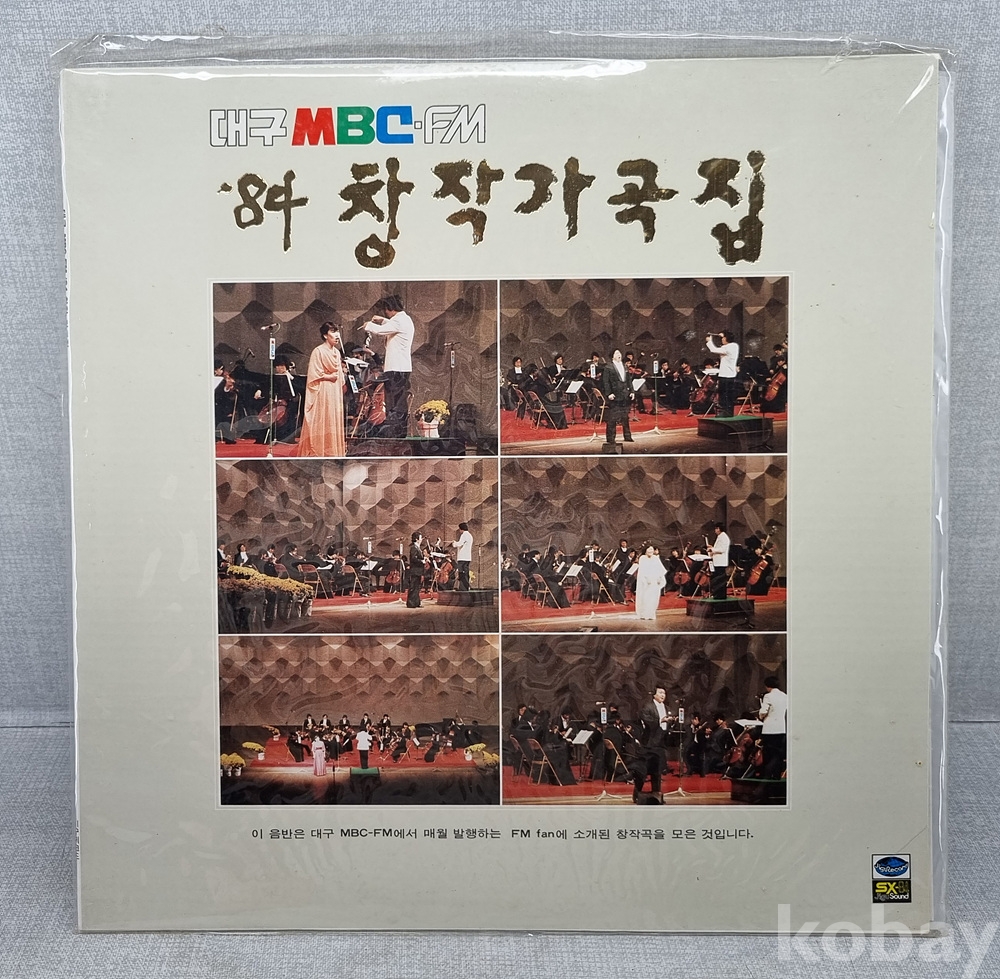 대구 MBC·FM
'84 창작가곡집
이 음반은 대구 MBC-FM에서 매월 발행하는 FM fan에 소개된 창작곡을 모은 것입니다.
SX-84
Sound
kobay